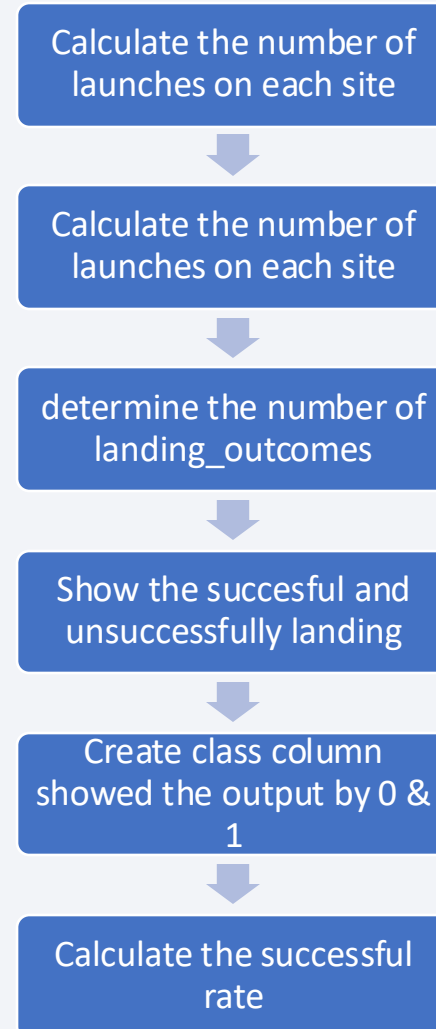 Calculate the number of
launches on each site
Calculate the number of
launches on each site
determine the number of
landing_outcomes
Show the succesful and
unsuccessfully landing
Create class column
showed the output by 0 &
1
Calculate the successful
rate